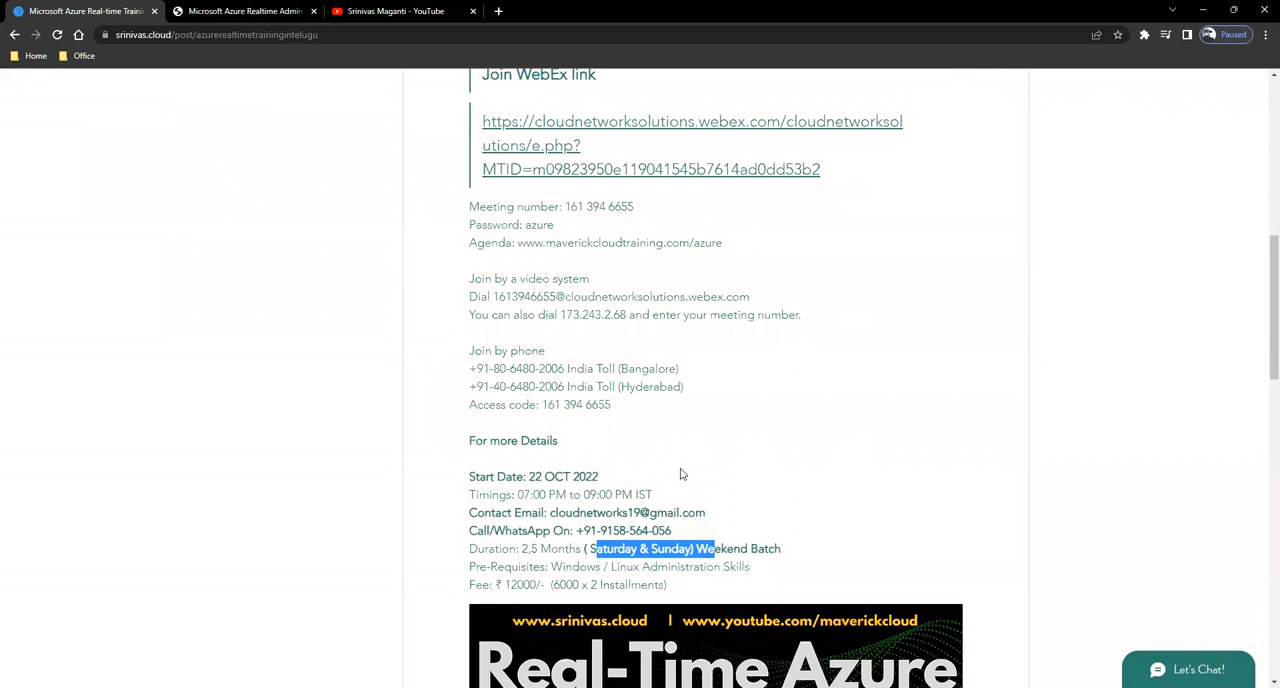 Microsoft Azure Real-time Traini
Microsoft Azure Realtime Admin
Srinivas Maganti - YouTube
srinivas.cloud/post/azurerealtimetrainingintelugu
Paused
Home
Office
Join WebEx link
https://cloudnetworksolutions.webex.com/cloudnetworksol
utions/e.php?
MTID=m09823950e119041545b7614ad0dd53b2
Meeting number: 161 394 6655
Password: azure
Agenda: www.maverickcloudtraining.com/azure
Join by a video system
Dial 1613946655@cloudnetworksolutions.webex.com
You can also dial 173.243.2.68 and enter your meeting number.
Join by phone
+91-80-6480-2006 India Toll (Bangalore)
+91-40-6480-2006 India Toll (Hyderabad)
Access code: 161 394 6655
For more Details
Start Date: 22 OCT 2022
Timings: 07:00 PM to 09:00 PM IST
Contact Email: cloudnetworks19@gmail.com
Call/WhatsApp On: +91-9158-564-056
Duration: 2,5 Months ( Saturday & Sunday) Weekend Batch
Pre-Requisites: Windows / Linux Administration Skills
Fee: ₹ 12000/- (6000 x 2 Installments)
www.srinivas.cloud | www.youtube.com/maverickcloud
Real-Time Azure
Let's Chat!